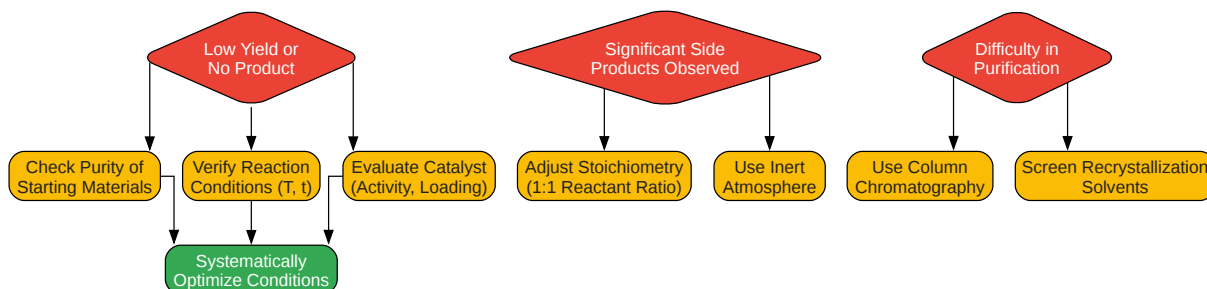 Low Yield or
No Product
Significant Side
Products Observed
Difficulty in
Purification
Check Purity of
Starting Materials
Verify Reaction
Conditions (T, t)
Evaluate Catalyst
(Activity, Loading)
Adjust Stoichiometry
(1:1 Reactant Ratio)
Use Inert
Atmosphere
Use Column
Chromatography
Screen Recrystallization
Solvents
Systematically
Optimize Conditions